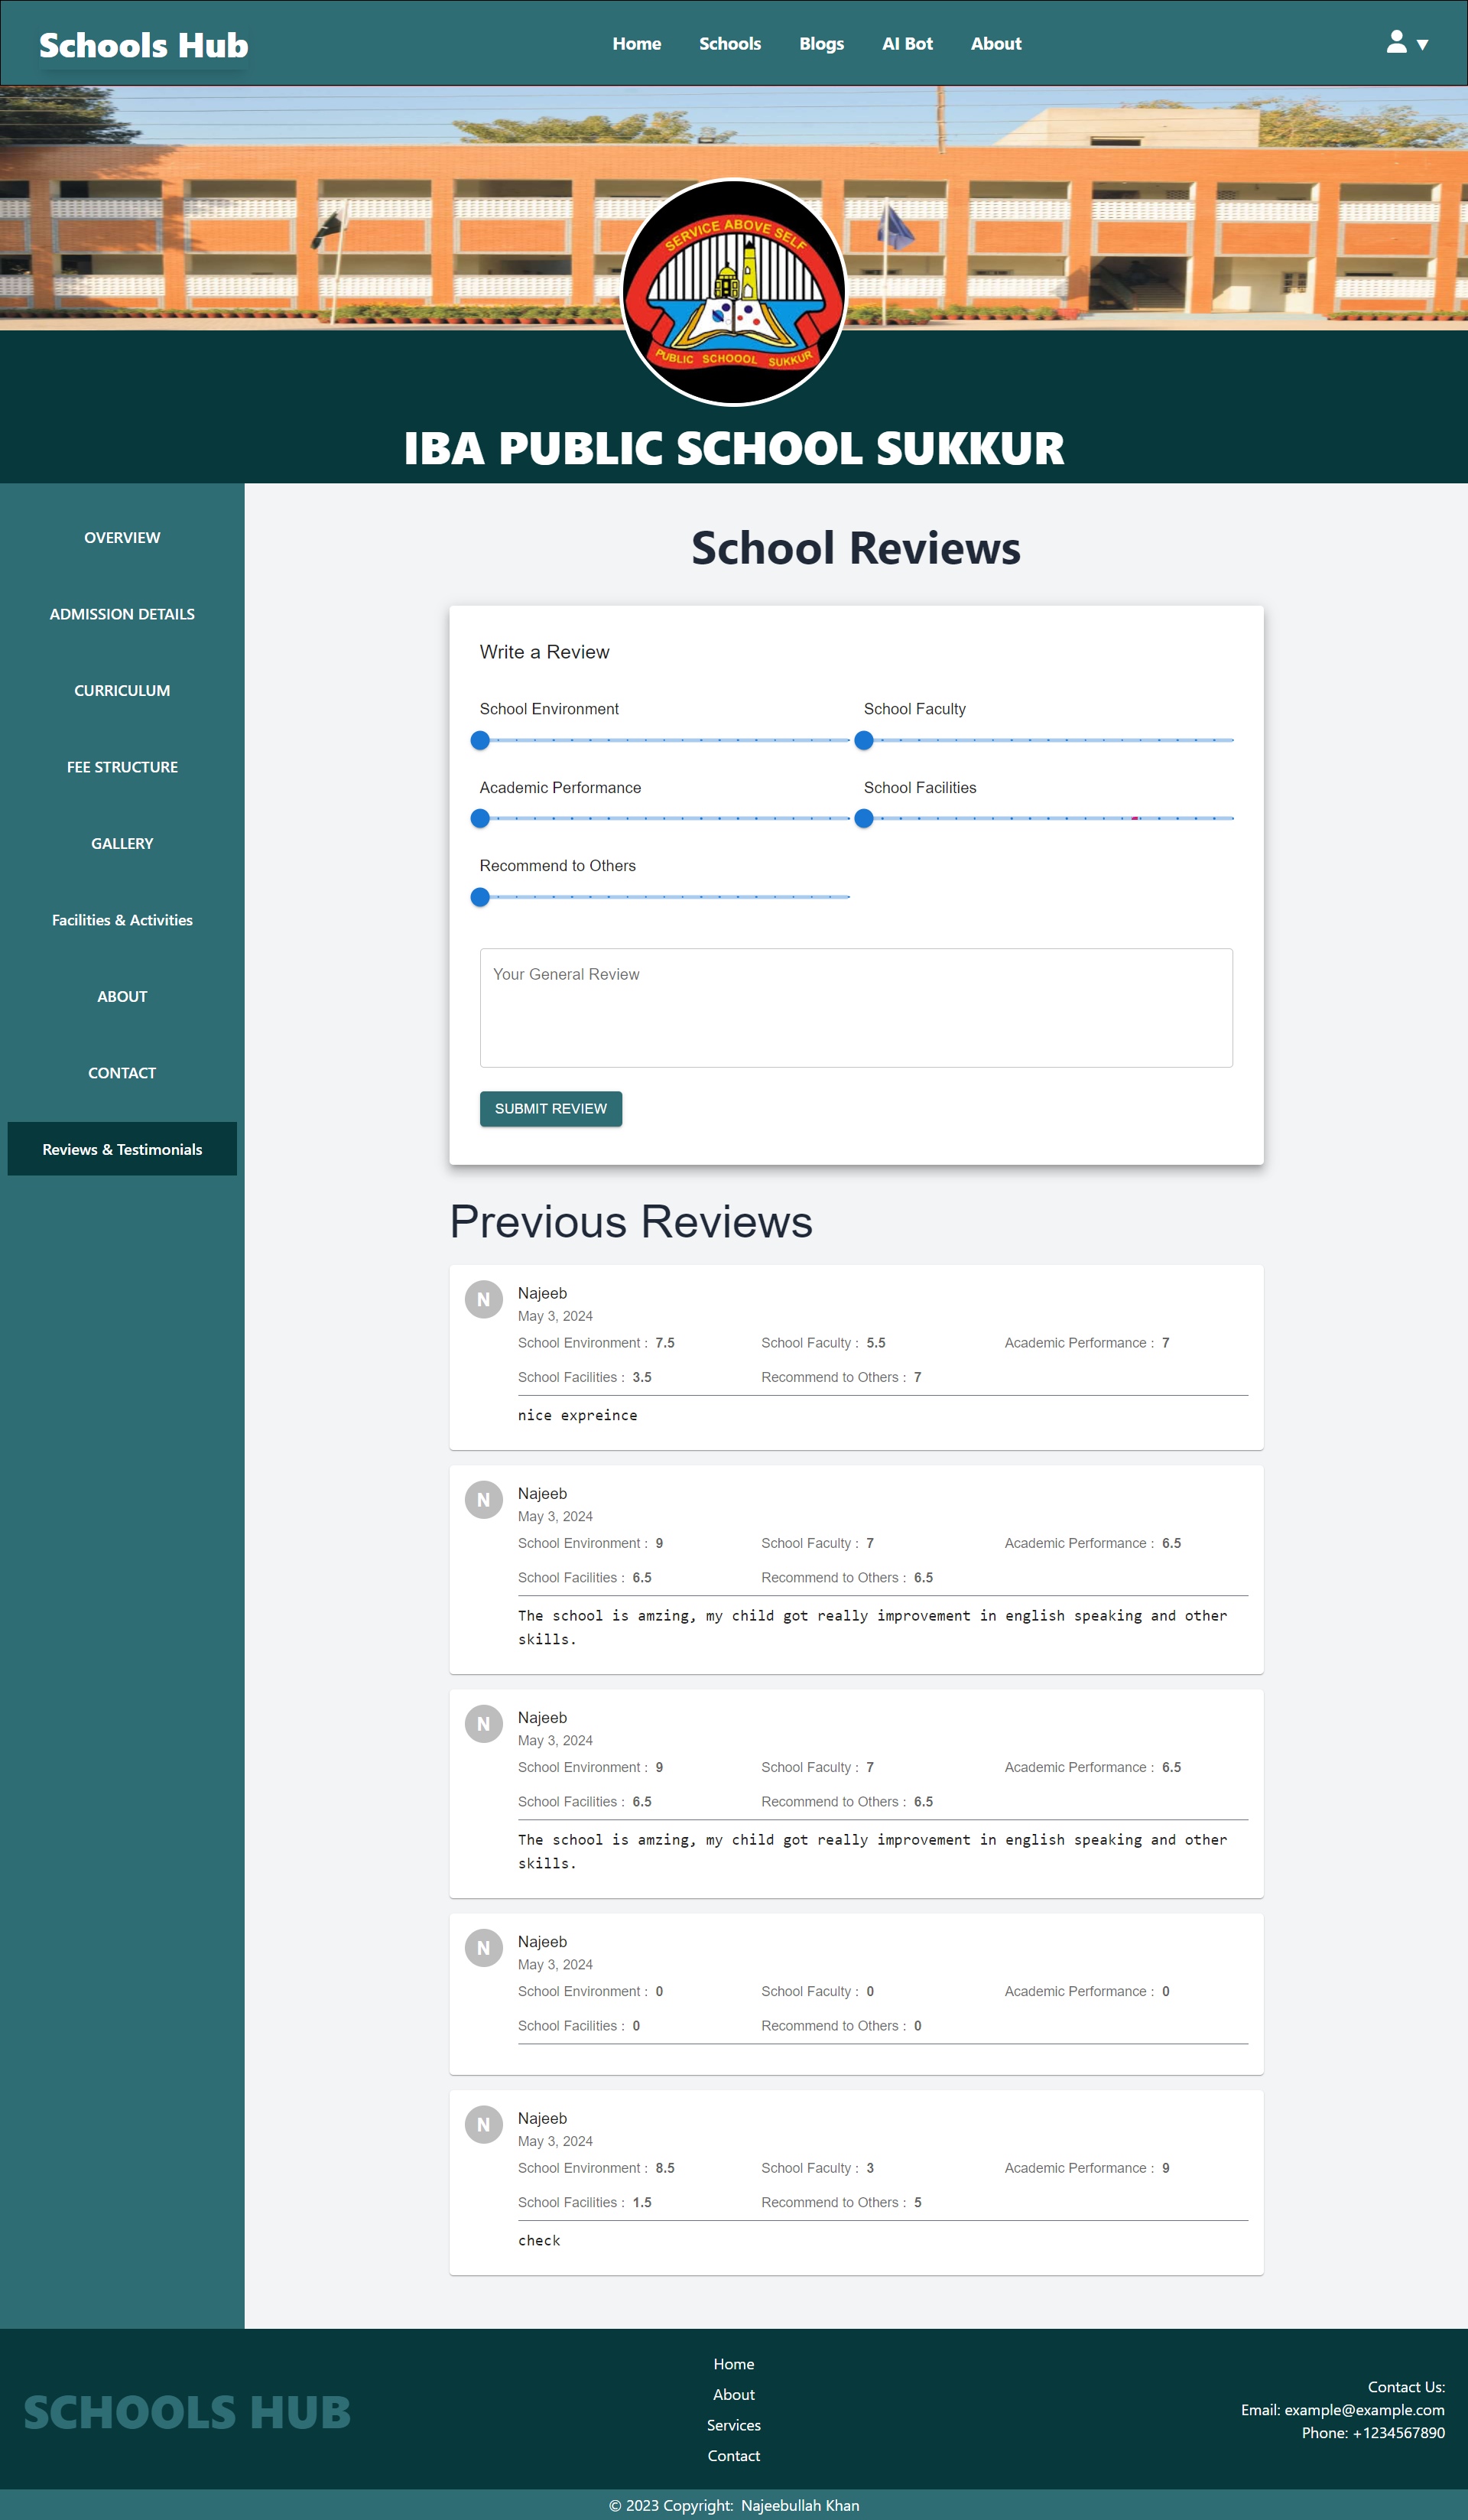 Schools Hub
Home
Schools
Blogs
AI Bot
About
▼
SERVICE ABOVE SELF
PUBLIC SCHOOOL SUKKUR
IBA PUBLIC SCHOOL SUKKUR
OVERVIEW
ADMISSION DETAILS
CURRICULUM
FEE STRUCTURE
GALLERY
Facilities & Activities
ABOUT
CONTACT
Reviews & Testimonials
School Reviews
Write a Review
School Environment
School Faculty
Academic Performance
School Facilities
Recommend to Others
Your General Review
SUBMIT REVIEW
Previous Reviews
N
Najeeb
May 3, 2024
School Environment : 7.5
School Faculty : 5.5
Academic Performance : 7
School Facilities : 3.5
Recommend to Others : 7
nice expreince
N
Najeeb
May 3, 2024
School Environment : 9
School Faculty : 7
Academic Performance : 6.5
School Facilities : 6.5
Recommend to Others : 6.5
The school is amzing, my child got really improvement in english speaking and other
skills.
N
Najeeb
May 3, 2024
School Environment : 9
School Faculty : 7
Academic Performance : 6.5
School Facilities : 6.5
Recommend to Others : 6.5
The school is amzing, my child got really improvement in english speaking and other
skills.
N
Najeeb
May 3, 2024
School Environment : 0
School Faculty : 0
Academic Performance : 0
School Facilities : 0
Recommend to Others : 0
N
Najeeb
May 3, 2024
School Environment : 8.5
School Faculty : 3
Academic Performance : 9
School Facilities : 1.5
Recommend to Others : 5
check
SCHOOLS HUB
Home
About
Services
Contact
Contact Us:
Email: example@example.com
Phone: +1234567890
© 2023 Copyright: Najeebullah Khan